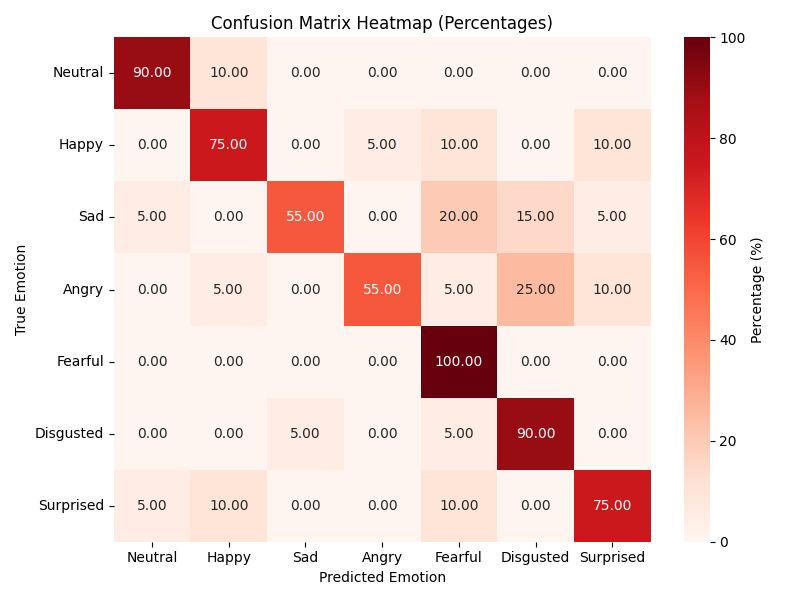 Confusion Matrix Heatmap (Percentages)
Neutral 90.00 10.00 0.00 0.00 0.00 0.00 0.00
Happy 0.00 75.00 0.00 5.00 10.00 0.00 10.00
Sad 5.00 0.00 55.00 0.00 20.00 15.00 5.00
Angry 0.00 5.00 0.00 55.00 5.00 25.00 10.00
Fearful 0.00 0.00 0.00 0.00 100.00 0.00 0.00
Disgusted 0.00 0.00 5.00 0.00 5.00 90.00 0.00
Surprised 5.00 10.00 0.00 0.00 10.00 0.00 75.00
Neutral Happy Sad Angry Fearful Disgusted Surprised
Predicted Emotion
True Emotion
100
80
60
40
20
0
Percentage (%)